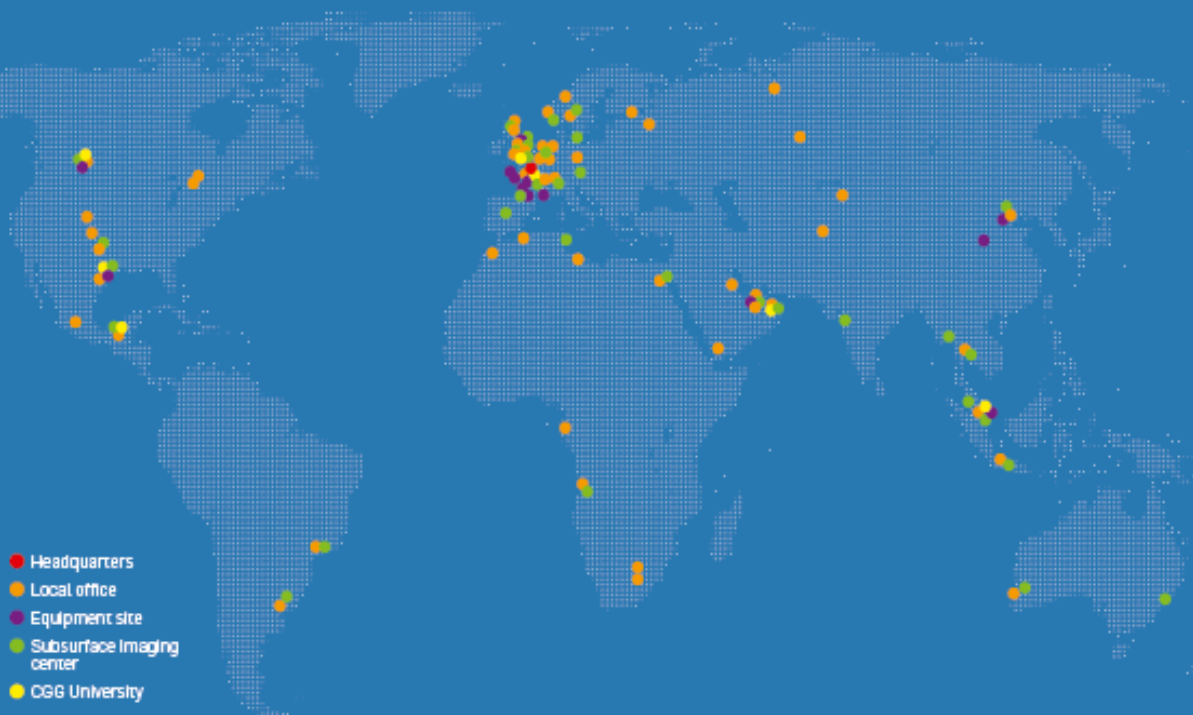 Headquarters
Local office
Equipment site
Subsurface imaging
center
CGG University